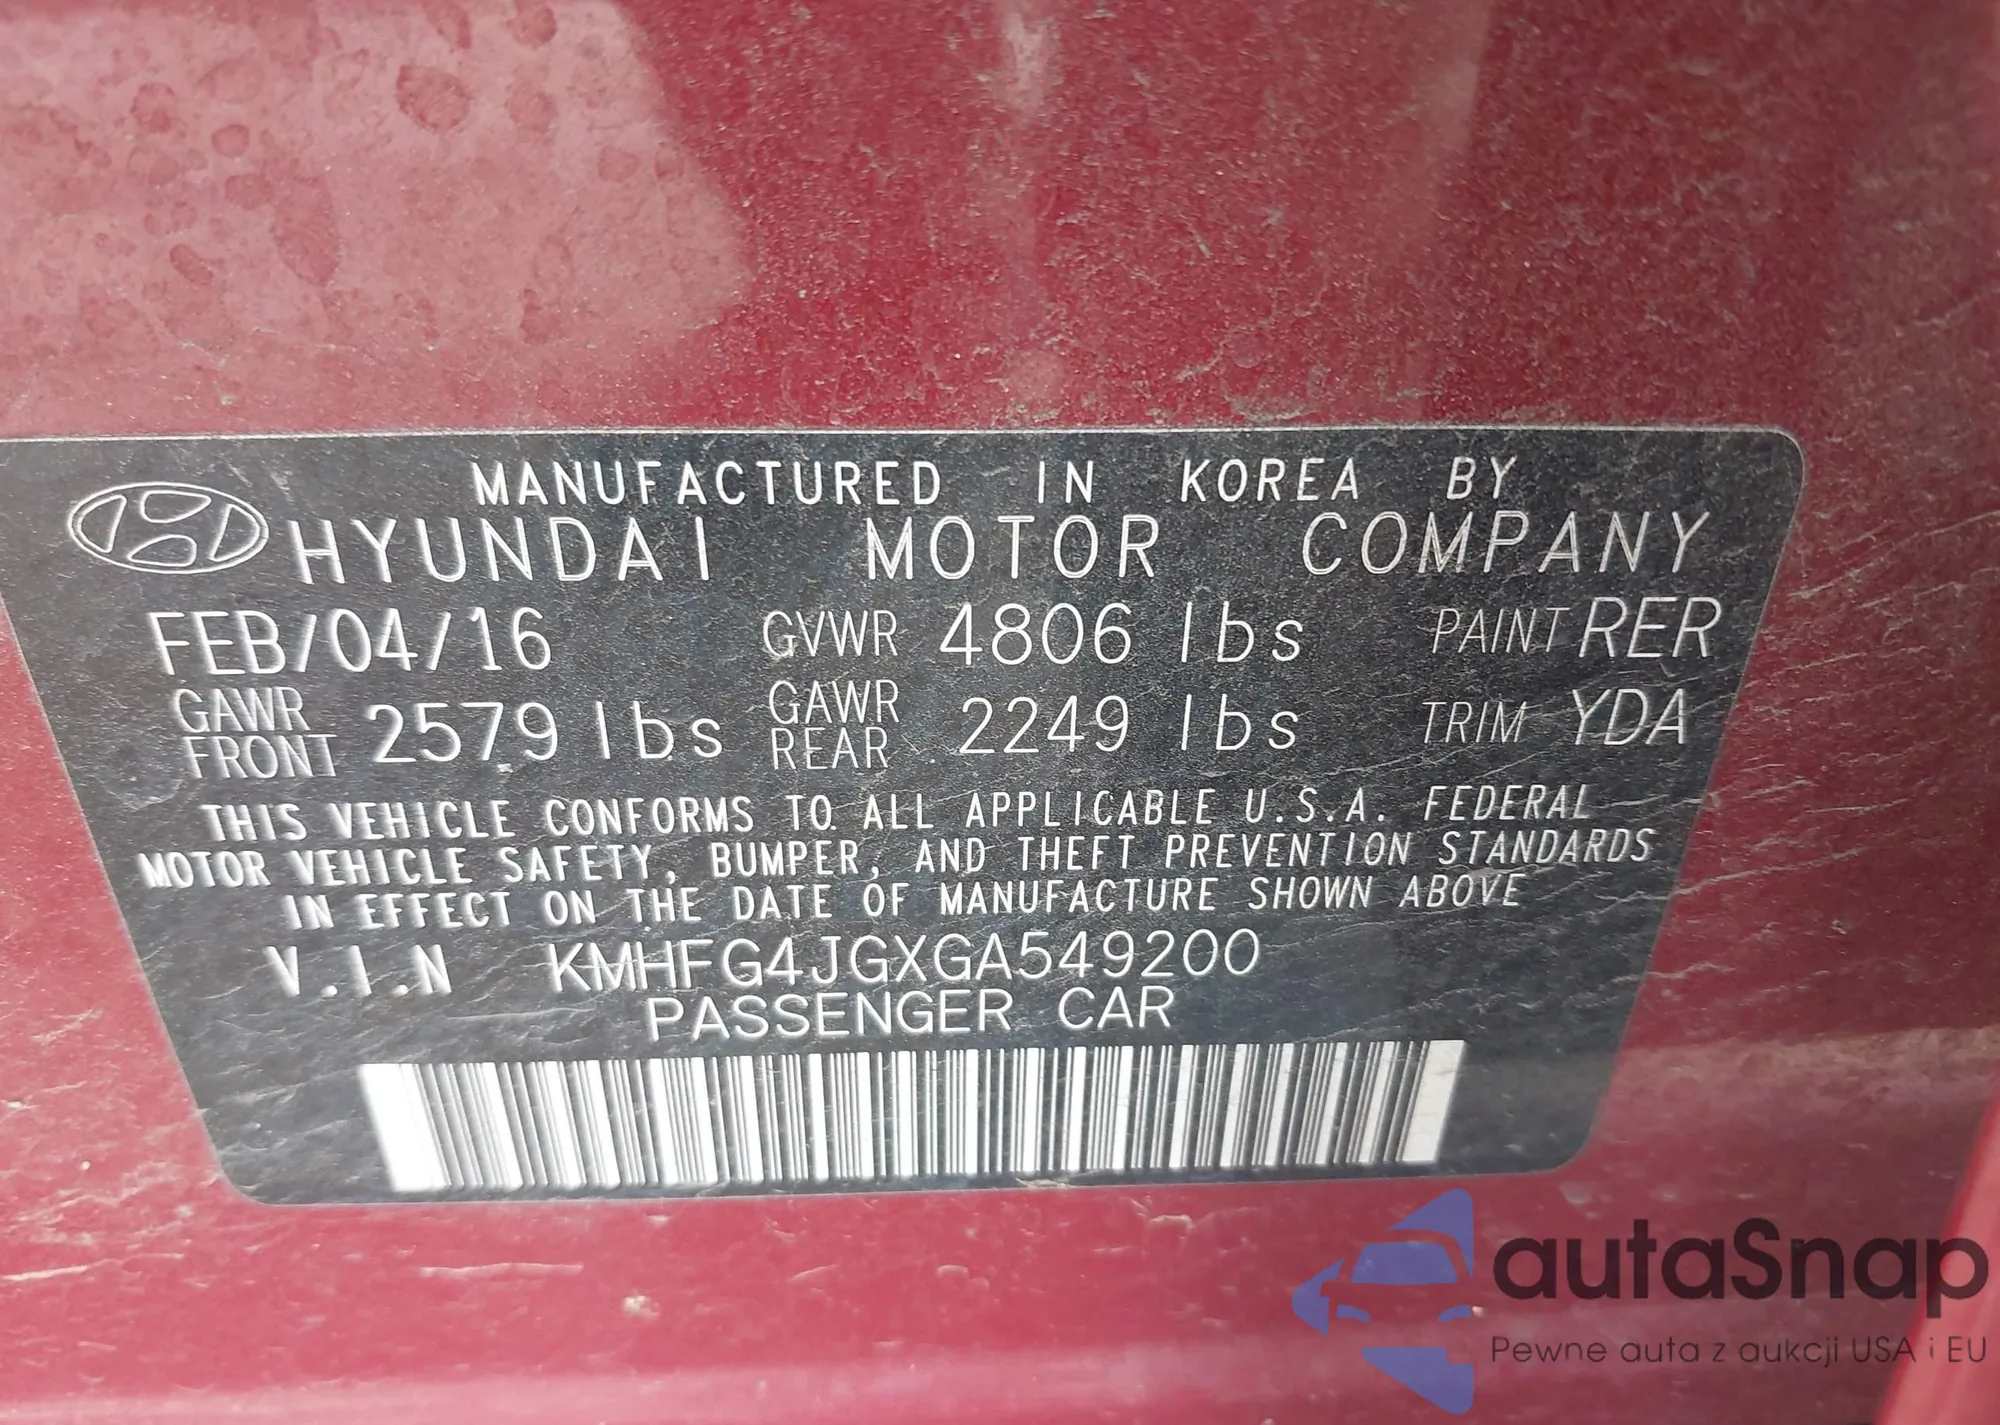 MANUFACTURED IN KOREA BY
HYUNDAI MOTOR COMPANY
FEB/04/16 GVWR 4806 lbs PAINT RER
GAWR FRONT 2579 lbs GAWR REAR 2249 lbs TRIM YDA
THIS VEHICLE CONFORMS TO ALL APPLICABLE U.S.A. FEDERAL
MOTOR VEHICLE SAFETY, BUMPER, AND THEFT PREVENTION STANDARDS
IN EFFECT ON THE DATE OF MANUFACTURE SHOWN ABOVE
V.I.N KMHFG4JGXGA549200
PASSENGER CAR
autaSnap
Pewne auta z aukcji USA i EU